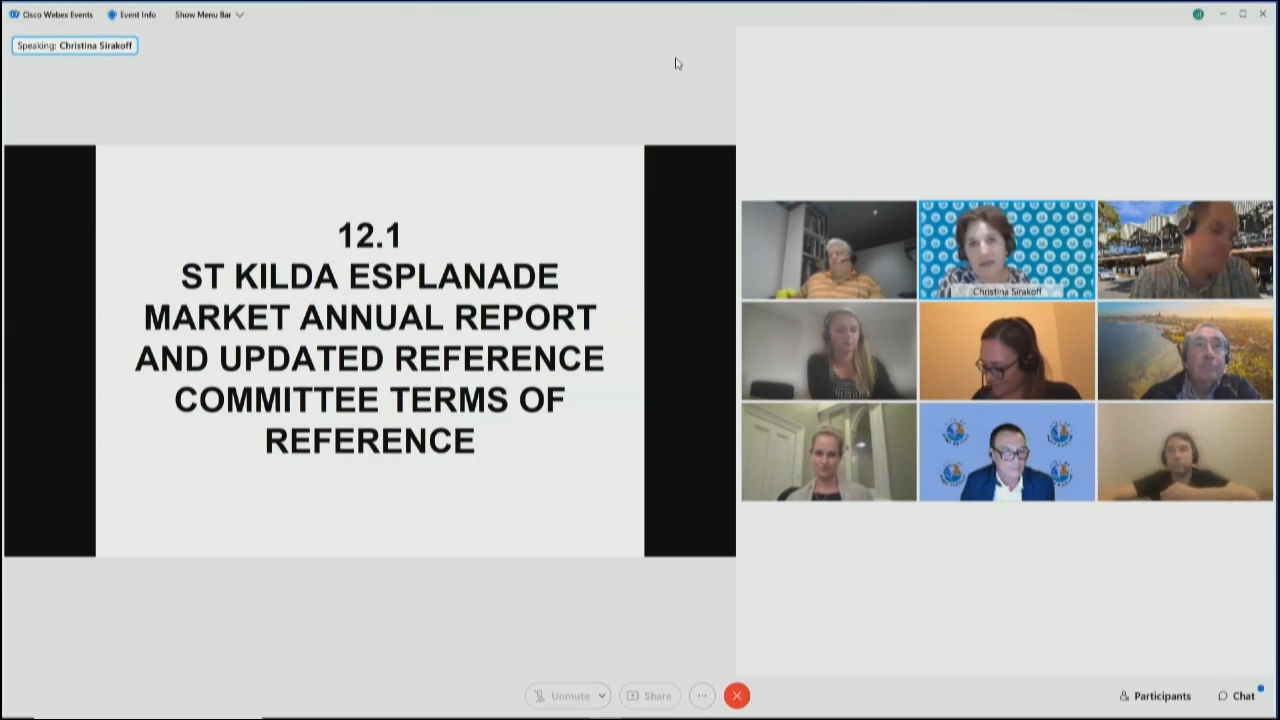 Cisco Webex Events
Event Info
Show Menu Bar
Speaking: Christina Sirakoff
12.1
ST KILDA ESPLANADE
MARKET ANNUAL REPORT
AND UPDATED REFERENCE
COMMITTEE TERMS OF
REFERENCE
Christina Sirakoff
Unmute
Share
Participants
Chat